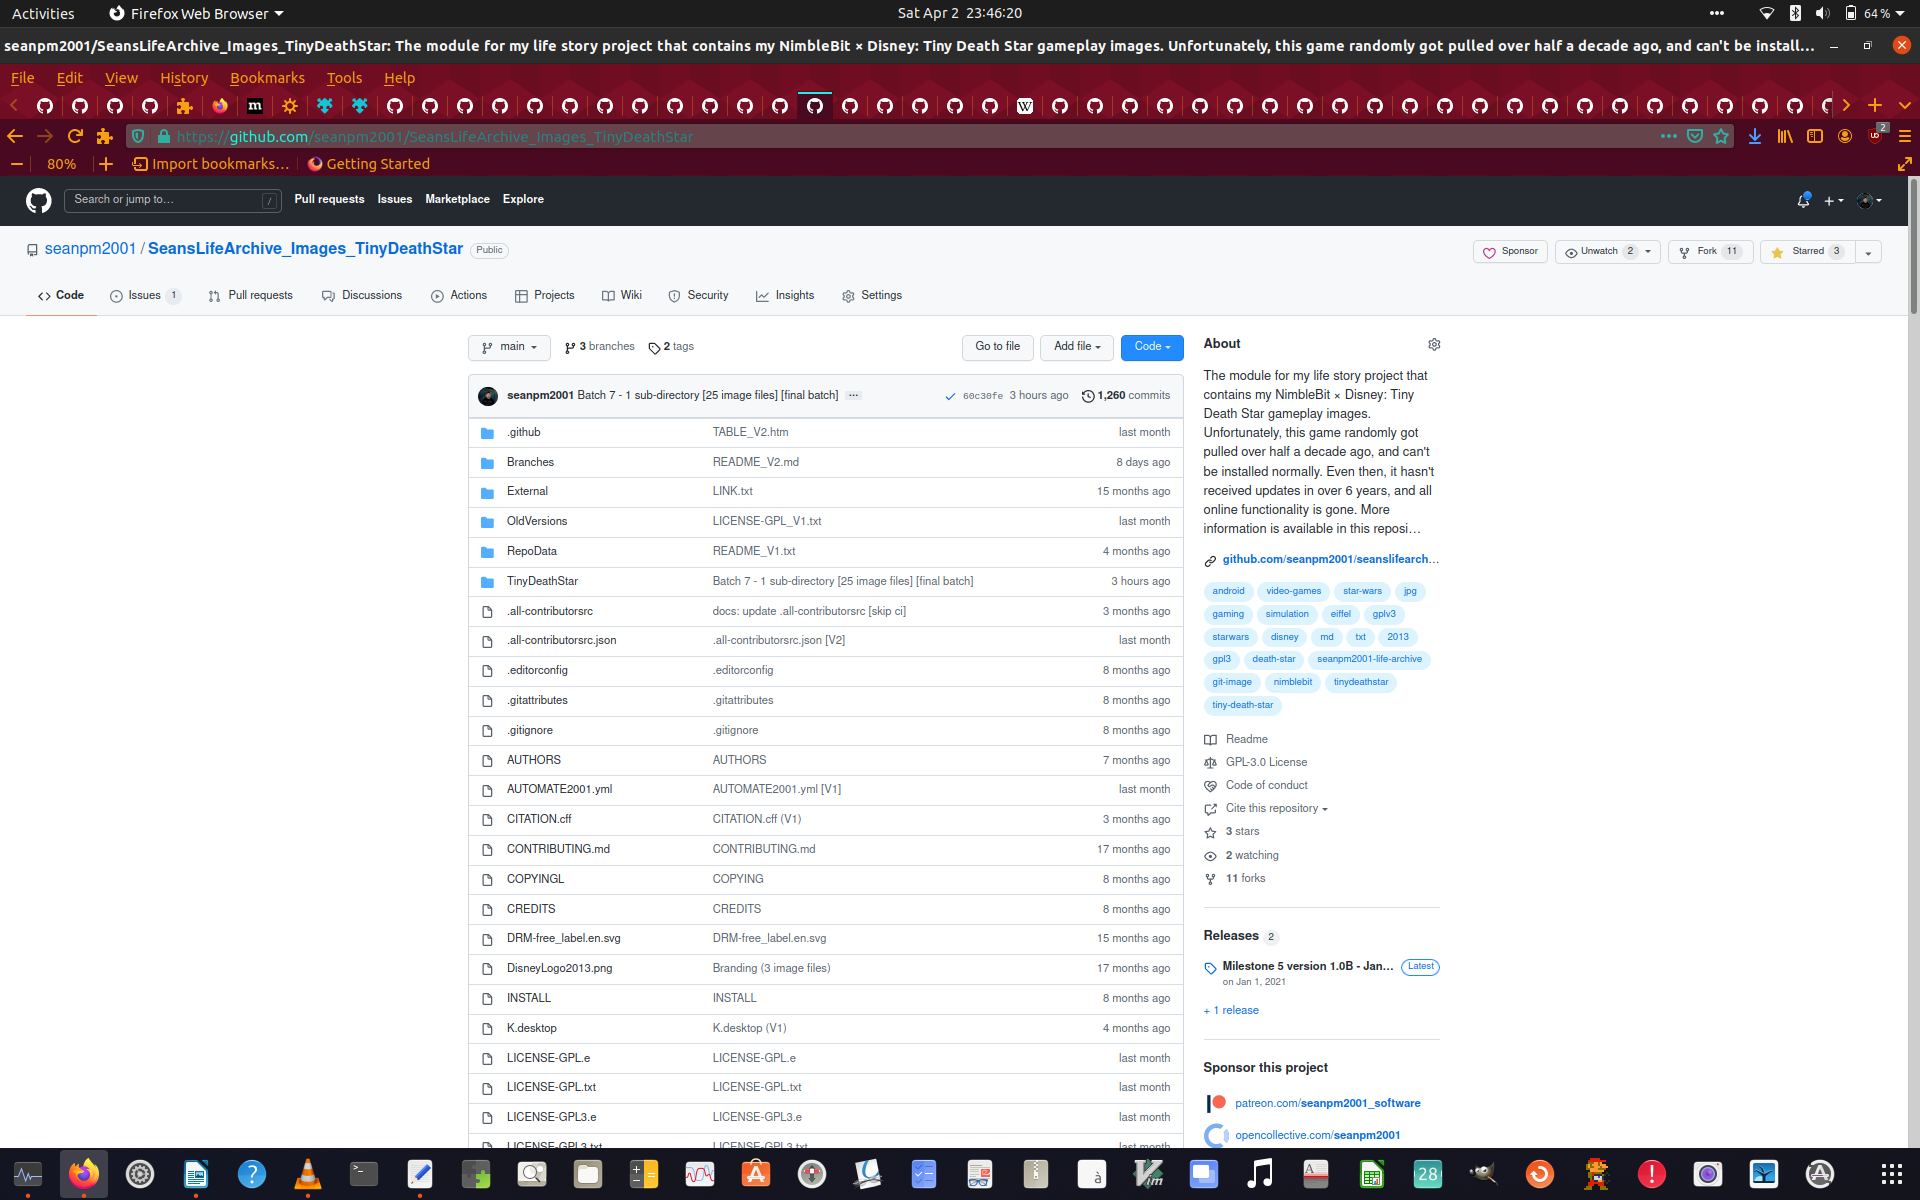 Activities
Firefox Web Browser
Sat Apr 2 23:46:20
64 %
seanpm2001/SeansLifeArchive_Images_TinyDeathStar: The module for my life story project that contains my NimbleBit × Disney: Tiny Death Star gameplay images. Unfortunately, this game randomly got pulled over half a decade ago, and can't be install…
File Edit View History Bookmarks Tools Help
https://github.com/seanpm2001/SeansLifeArchive_Images_TinyDeathStar
2
80%
Import bookmarks…
Getting Started
Search or jump to…
/
Pull requests Issues Marketplace Explore
seanpm2001 / SeansLifeArchive_Images_TinyDeathStar Public
Sponsor
Unwatch 2
Fork 11
Starred 3
Code
Issues 1
Pull requests
Discussions
Actions
Projects
Wiki
Security
Insights
Settings
main
3 branches
2 tags
Go to file
Add file
Code
seanpm2001 Batch 7 - 1 sub-directory [25 image files] [final batch] ...
60c30fe 3 hours ago
1,260 commits
.github TABLE_V2.htm last month
Branches README_V2.md 8 days ago
External LINK.txt 15 months ago
OldVersions LICENSE-GPL_V1.txt last month
RepoData README_V1.txt 4 months ago
TinyDeathStar Batch 7 - 1 sub-directory [25 image files] [final batch] 3 hours ago
.all-contributorsrc docs: update .all-contributorsrc [skip ci] 3 months ago
.all-contributorsrc.json .all-contributorsrc.json [V2] last month
.editorconfig .editorconfig 8 months ago
.gitattributes .gitattributes 8 months ago
.gitignore .gitignore 8 months ago
AUTHORS AUTHORS 7 months ago
AUTOMATE2001.yml AUTOMATE2001.yml [V1] last month
CITATION.cff CITATION.cff (V1) 3 months ago
CONTRIBUTING.md CONTRIBUTING.md 17 months ago
COPYINGL COPYING 8 months ago
CREDITS CREDITS 8 months ago
DRM-free_label.en.svg DRM-free_label.en.svg 15 months ago
DisneyLogo2013.png Branding (3 image files) 17 months ago
INSTALL INSTALL 8 months ago
K.desktop K.desktop (V1) 4 months ago
LICENSE-GPL.e LICENSE-GPL.e last month
LICENSE-GPL.txt LICENSE-GPL.txt last month
LICENSE-GPL3.e LICENSE-GPL3.e last month
LICENSE-GPL3.txt LICENSE-GPL3.txt last month
About
The module for my life story project that
contains my NimbleBit × Disney: Tiny
Death Star gameplay images.
Unfortunately, this game randomly got
pulled over half a decade ago, and can't
be installed normally. Even then, it hasn't
received updates in over 6 years, and all
online functionality is gone. More
information is available in this reposi…
github.com/seanpm2001/seanslifearch…
android video-games star-wars jpg
gaming simulation eiffel gplv3
starwars disney md txt 2013
gpl3 death-star seanpm2001-life-archive
git-image nimblebit tinydeathstar
tiny-death-star
Readme
GPL-3.0 License
Code of conduct
Cite this repository
3 stars
2 watching
11 forks
Releases 2
Milestone 5 version 1.0B - Jan… Latest
on Jan 1, 2021
+ 1 release
Sponsor this project
patreon.com/seanpm2001_software
opencollective.com/seanpm2001
28